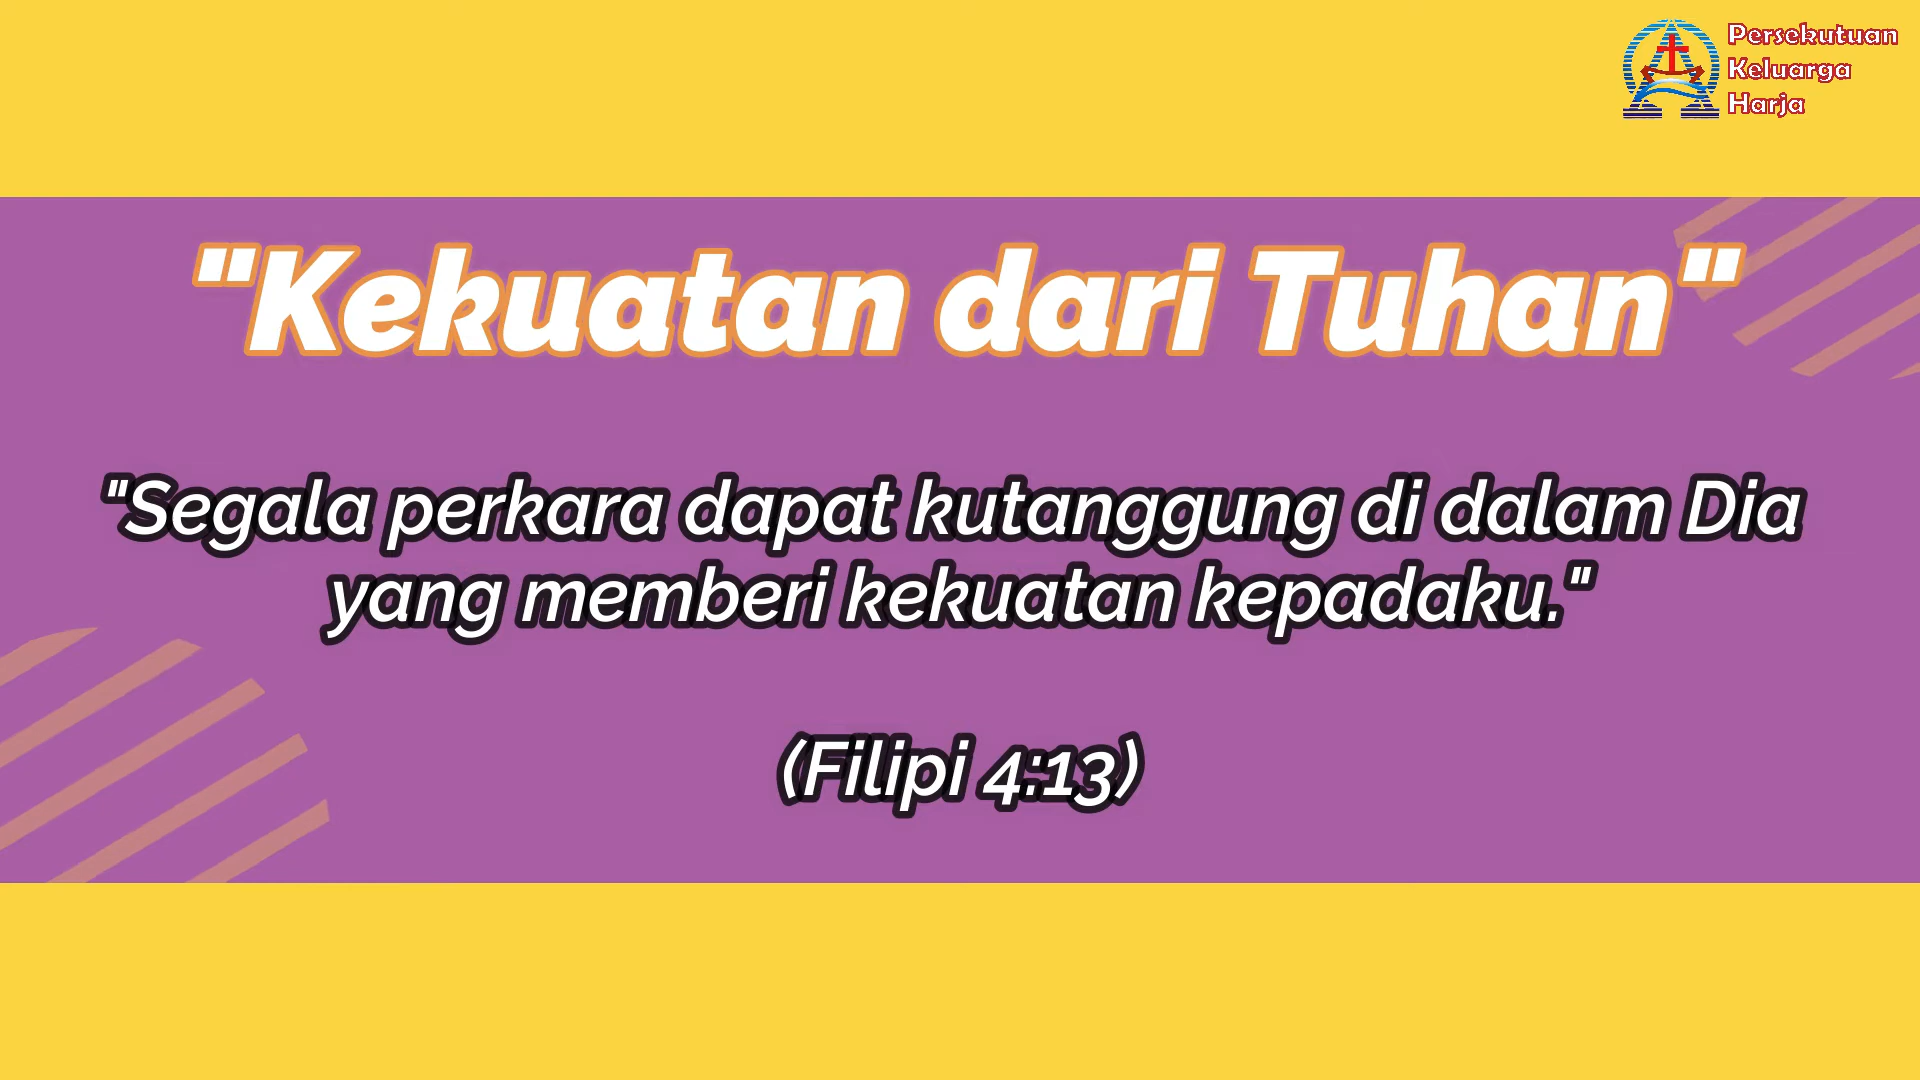 Persekutuan
Keluarga
Harja
"Kekuatan dari Tuhan"
"Segala perkara dapat kutanggung di dalam Dia
yang memberi kekuatan kepadaku."
(Filipi 4:13)